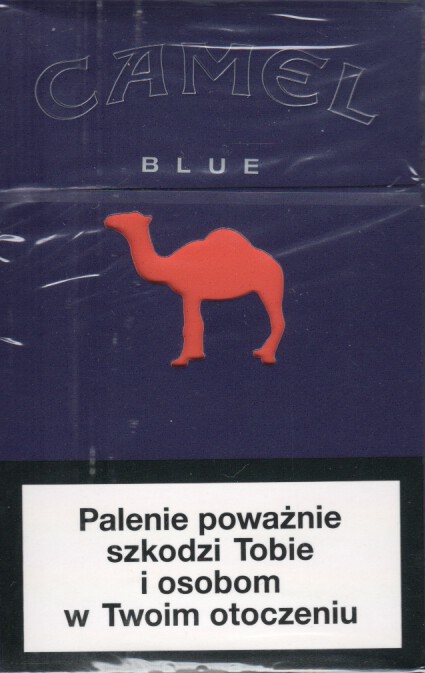 CAMEL
BLUE
Palenie poważnie
szkodzi Tobie
i osobom
w Twoim otoczeniu